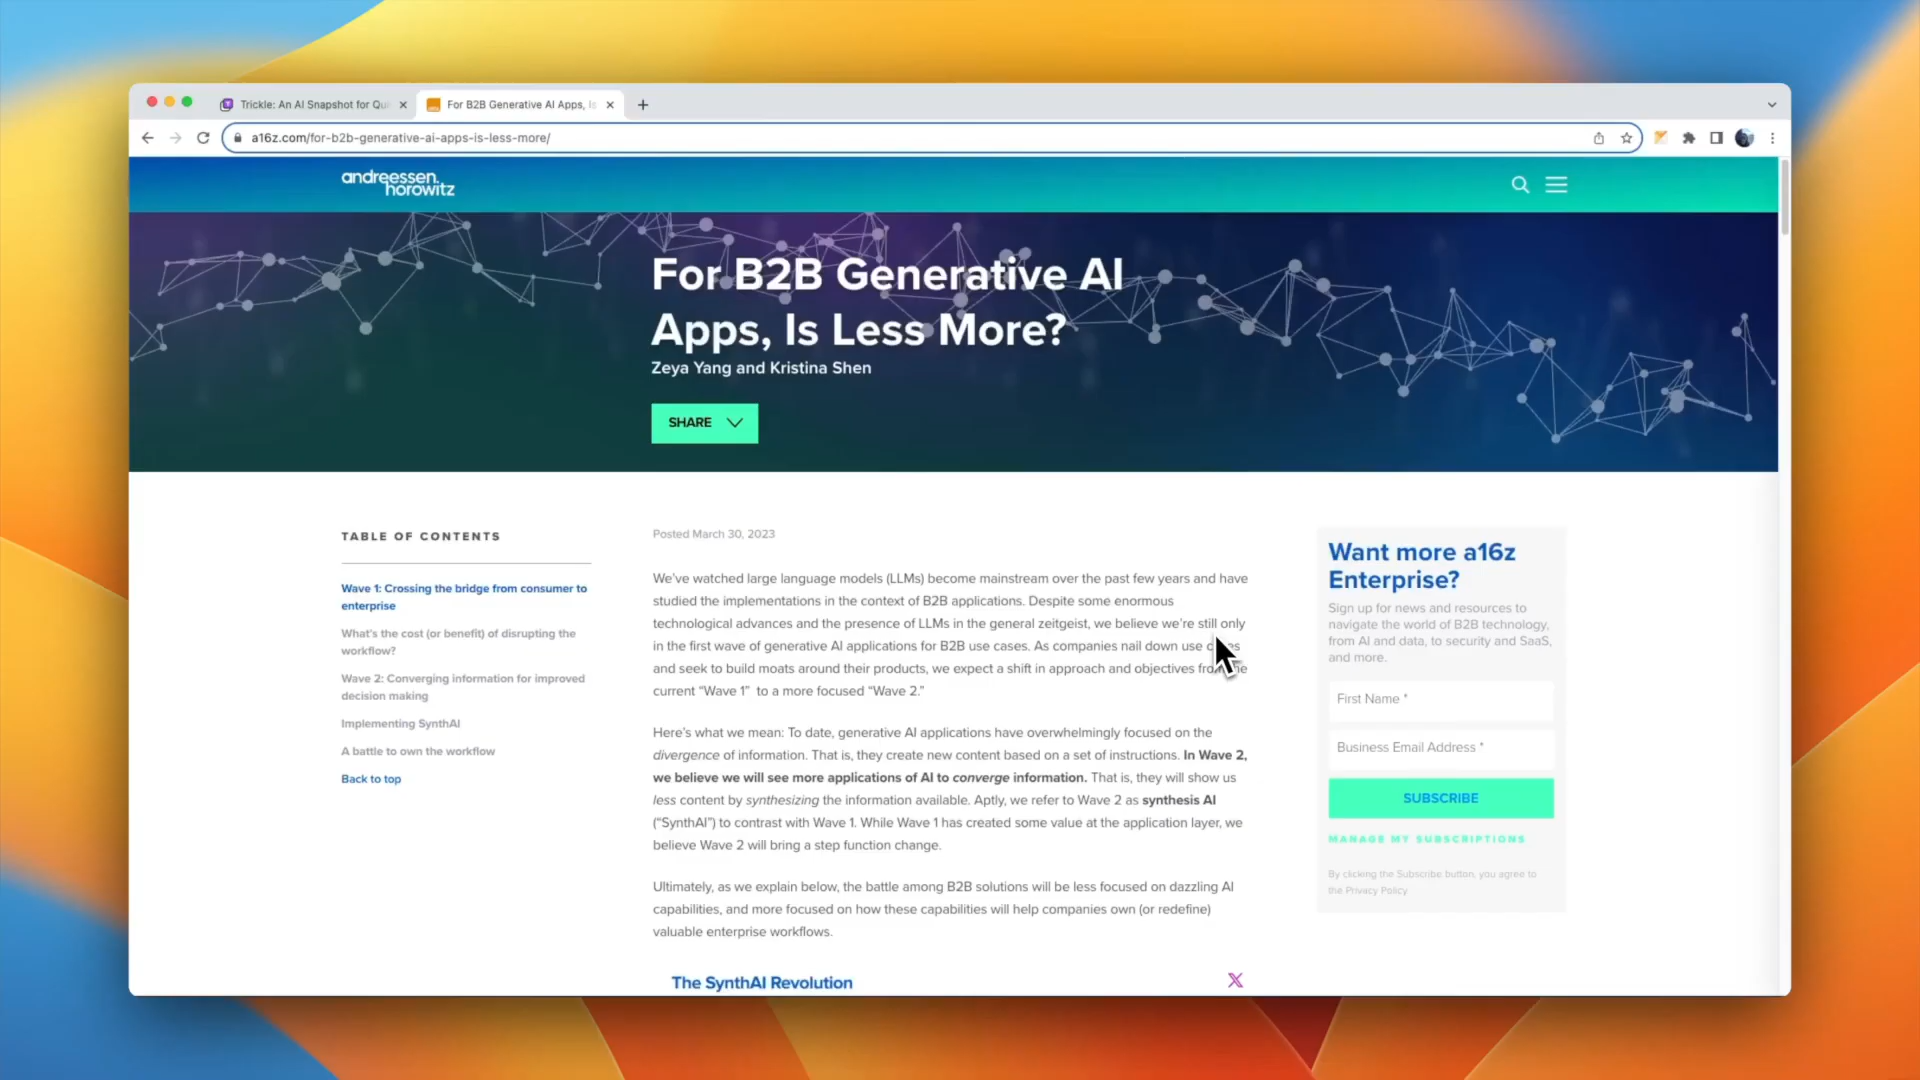 Trickle: An AI Snapshot for Qu
For B2B Generative AI Apps, Is
a16z.com/for-b2b-generative-ai-apps-is-less-more/
andreessen.
horowitz
For B2B Generative AI
Apps, Is Less More?
Zeya Yang and Kristina Shen
SHARE
TABLE OF CONTENTS
Wave 1: Crossing the bridge from consumer to
enterprise
What's the cost (or benefit) of disrupting the
workflow?
Wave 2: Converging information for improved
decision making
Implementing SynthAI
A battle to own the workflow
Back to top
Posted March 30, 2023
We've watched large language models (LLMs) become mainstream over the past few years and have
studied the implementations in the context of B2B applications. Despite some enormous
technological advances and the presence of LLMs in the general zeitgeist, we believe we're still only
in the first wave of generative AI applications for B2B use cases. As companies nail down use
and seek to build moats around their products, we expect a shift in approach and objectives
current “Wave 1” to a more focused “Wave 2.”
Here's what we mean: To date, generative AI applications have overwhelmingly focused on the
divergence of information. That is, they create new content based on a set of instructions. In Wave 2,
we believe we will see more applications of AI to converge information. That is, they will show us
less content by synthesizing the information available. Aptly, we refer to Wave 2 as synthesis AI
(“SynthAI”) to contrast with Wave 1. While Wave 1 has created some value at the application layer, we
believe Wave 2 will bring a step function change.
Ultimately, as we explain below, the battle among B2B solutions will be less focused on dazzling AI
capabilities, and more focused on how these capabilities will help companies own (or redefine)
valuable enterprise workflows.
The SynthAI Revolution
Want more a16z
Enterprise?
Sign up for news and resources to
navigate the world of B2B technology,
from AI and data, to security and SaaS,
and more.
First Name *
Business Email Address *
SUBSCRIBE
MANAGE MY SUBSCRIPTIONS
By clicking the Subscribe button, you agree to
the Privacy Policy